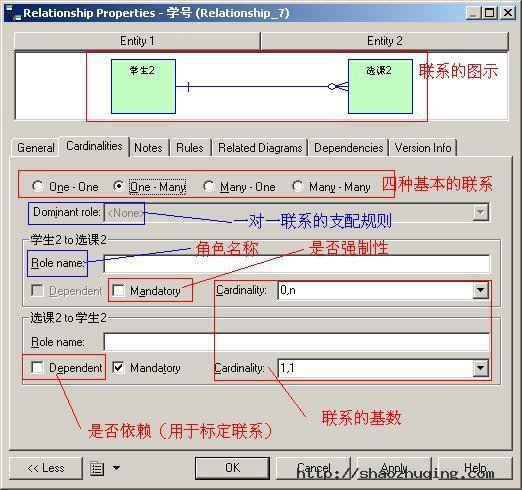 Relationship Properties - 学号 (Relationship_7)
Entity 1
Entity 2
学生2
选课2
联系的图示
General
Cardinalities
Notes
Rules
Related Diagrams
Dependencies
Version Info
One - One
One - Many
Many - One
Many - Many
四种基本的联系
Dominant role:
<None>
一对一联系的支配规则
学生2 to 选课2
角色名称
是否强制性
Role name:
Dependent
Mandatory
Cardinality:
0,n
选课2 to 学生2
Role name:
Dependent
Mandatory
Cardinality:
1,1
是否依赖（用于标定联系）
联系的基数
<< Less
OK
Cancel
Apply
Help
http://shaozhuqing.com